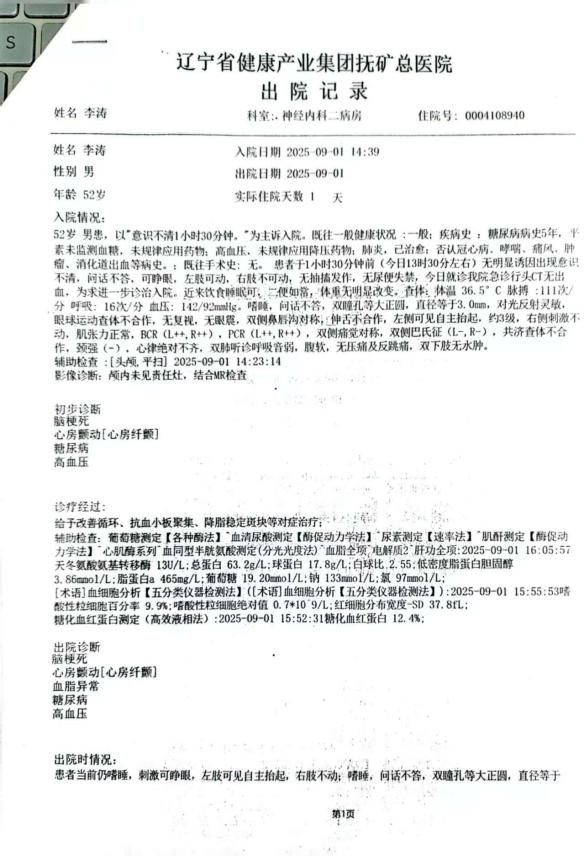 S
辽宁省健康产业集团抚矿总医院
出院记录
姓名 李涛 科室:. 神经内科二病房 住院号: 0004108940
姓名 李涛 入院日期 2025-09-01 14:39
性别 男 出院日期 2025-09-01
年龄 52岁 实际住院天数 1 天
入院情况:
52岁 男患, 以"意识不清1小时30分钟。"为主诉入院。既往一般健康状况 :一般; 疾病史 : 糖尿病病史5年, 平
素未监测血糖, 未规律应用药物; 高血压, 未规律应用降压药物; 肺炎, 已治愈; 否认冠心病、哮喘、痛风、肿
瘤、消化道出血等病史。; 既往手术史: 无。 患者于1小时30分钟前（今日13时30分左右）无明显诱因出现意识
不清, 问话不答, 可睁眼, 左肢可动, 右肢不可动, 无抽搐发作, 无尿便失禁, 今日就诊我院急诊行头CT无出
血, 为求进一步诊治入院。近来饮食睡眠可, 二便如常, 体重无明显改变。查体: 体温 36.5°C 脉搏 :111次/
分 呼吸: 16次/分 血压: 142/92mmHg。嗜睡, 问话不答, 双瞳孔等大正圆, 直径等于3.0mm, 对光反射灵敏,
眼球运动查体不合作, 无复视, 无眼震, 双侧鼻唇沟对称, 伸舌不合作, 左侧可见自主抬起, 约3级, 右侧刺激不
动, 肌张力正常, BCR (L++, R++) , PCR (L++, R++) , 双侧痛觉对称, 双侧巴氏征 (L-, R-) , 共济查体不合
作, 颈强 (-) , 心律绝对不齐, 双肺听诊呼吸音弱, 腹软, 无压痛及反跳痛, 双下肢无水肿。
辅助检查 :[头颅, 平扫] 2025-09-01 14:23:14
影像诊断: 颅内未见责任灶, 结合MR检查
初步诊断
脑梗死
心房颤动[心房纤颤]
糖尿病
高血压
诊疗经过:
给予改善循环、抗血小板聚集、降脂稳定斑块等对症治疗;
辅助检查: 葡萄糖测定【各种酶法】^血清尿酸测定【酶促动力学法】^尿素测定【速率法】^肌酐测定【酶促动
力学法】^心肌酶系列^血同型半胱氨酸测定(分光光度法)^血脂全项^电解质2^肝功全项:2025-09-01 16:05:57
天冬氨酸氨基转移酶 13U/L;总蛋白 63.2g/L;球蛋白 17.8g/L;白球比 2.55;低密度脂蛋白胆固醇
3.86mmol/L;脂蛋白a 465mg/L;葡萄糖 19.20mmol/L;钠 133mmol/L;氯 97mmol/L;
[术语]血细胞分析【五分类仪器检测法】([术语]血细胞分析【五分类仪器检测法】):2025-09-01 15:55:53嗜
酸性粒细胞百分率 9.9%;嗜酸性粒细胞绝对值 0.7*10^9/L;红细胞分布宽度-SD 37.8fL;
糖化血红蛋白测定（高效液相法）:2025-09-01 15:52:31糖化血红蛋白 12.4%;
出院诊断
脑梗死
心房颤动[心房纤颤]
血脂异常
糖尿病
高血压
出院时情况:
患者当前仍嗜睡, 刺激可睁眼, 左肢可见自主抬起, 右肢不动; 嗜睡, 问话不答, 双瞳孔等大正圆, 直径等于
第1页